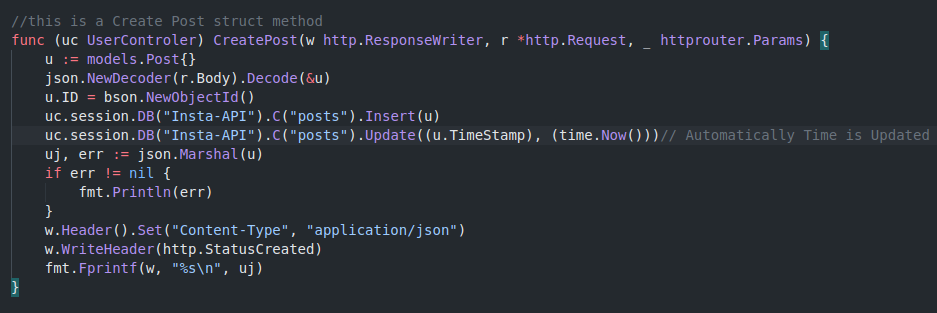 //this is a Create Post struct method
func (uc UserControler) CreatePost(w http.ResponseWriter, r *http.Request, _ httprouter.Params) {
    u := models.Post{}
    json.NewDecoder(r.Body).Decode(&u)
    u.ID = bson.NewObjectId()
    uc.session.DB("Insta-API").C("posts").Insert(u)
    uc.session.DB("Insta-API").C("posts").Update((u.TimeStamp), (time.Now()))// Automatically Time is Updated
    uj, err := json.Marshal(u)
    if err != nil {
        fmt.Println(err)
    }
    w.Header().Set("Content-Type", "application/json")
    w.WriteHeader(http.StatusCreated)
    fmt.Fprintf(w, "%s\n", uj)
}